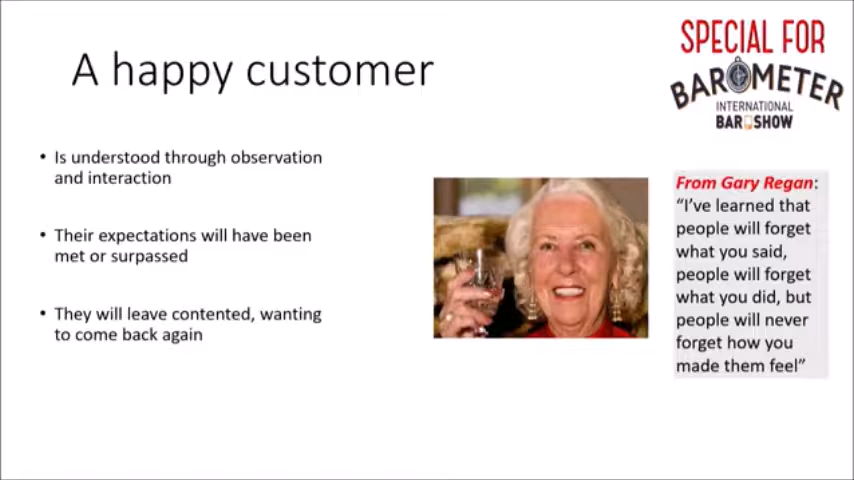 A happy customer
SPECIAL FOR
BAROMETER
INTERNATIONAL
BAR SHOW
• Is understood through observation
and interaction
• Their expectations will have been
met or surpassed
• They will leave contented, wanting
to come back again
From Gary Regan:
“I’ve learned that
people will forget
what you said,
people will forget
what you did, but
people will never
forget how you
made them feel”